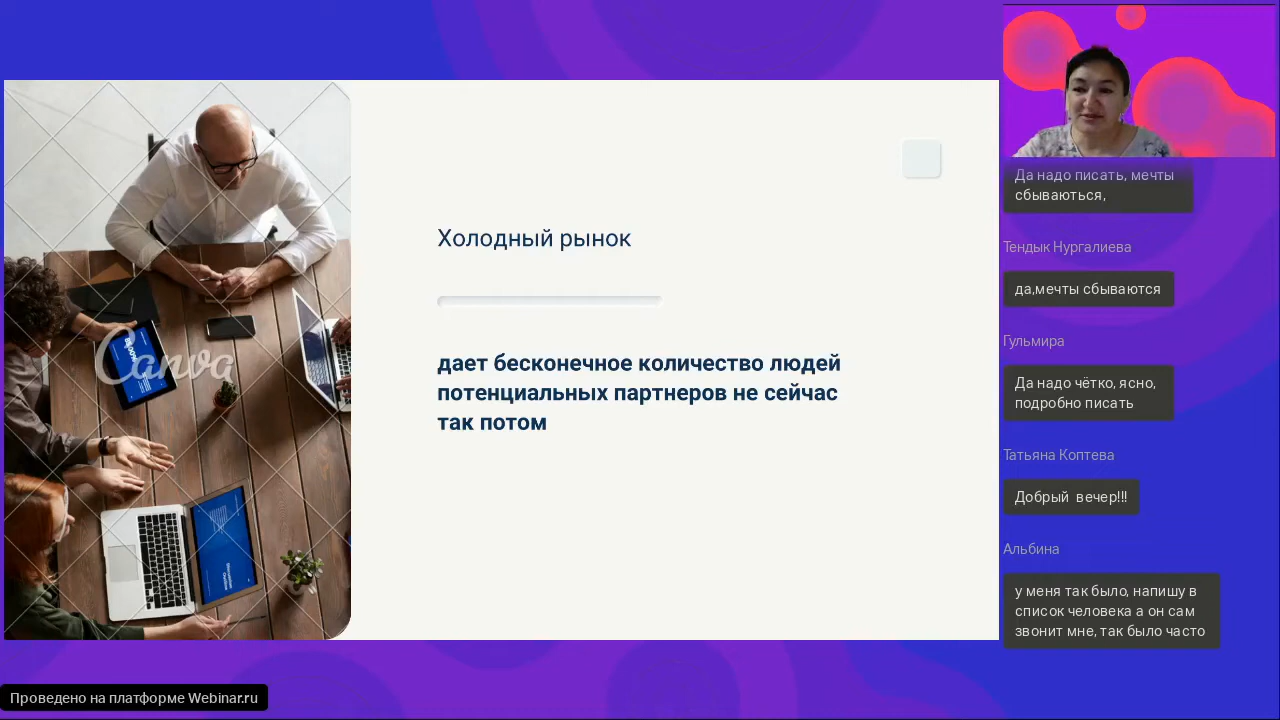 Холодный рынок
дает бесконечное количество людей
потенциальных партнеров не сейчас
так потом
Canva
Да надо писать, мечты
сбываються,
Тендык Нургалиева
да,мечты сбываются
Гульмира
Да надо чётко, ясно,
подробно писать
Татьяна Коптева
Добрый вечер!!!
Альбина
у меня так было, напишу в
список человека а он сам
звонит мне, так было часто
Проведено на платформе Webinar.ru